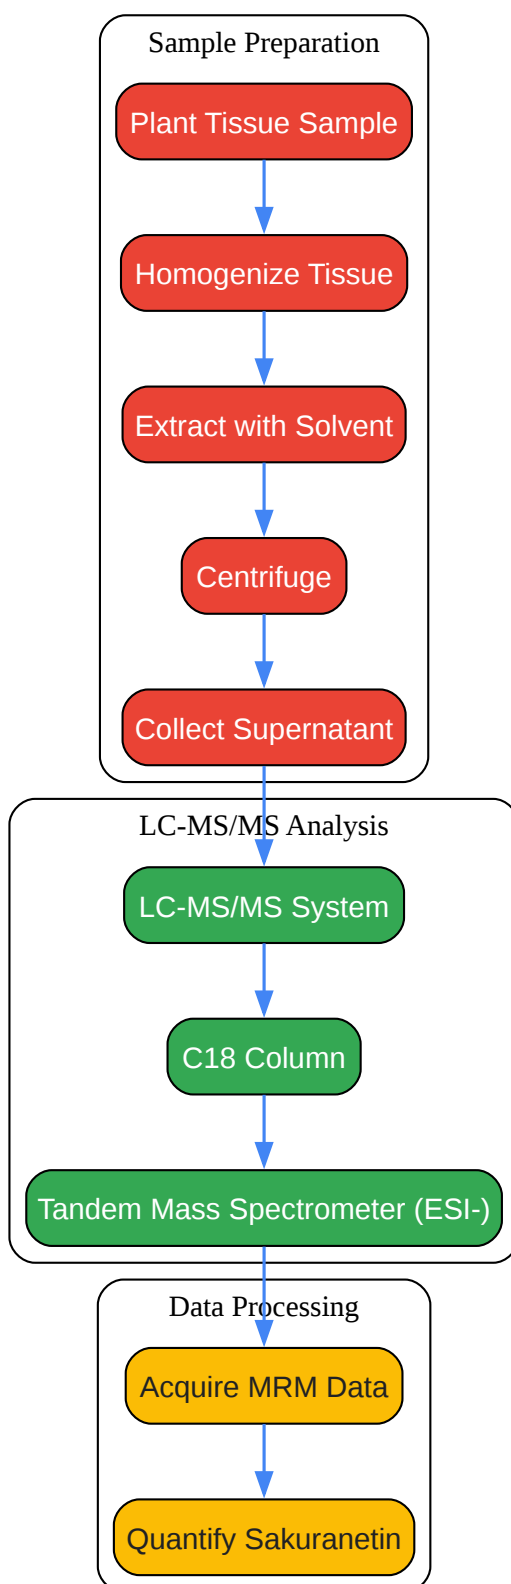 Sample Preparation
Plant Tissue Sample
Homogenize Tissue
Extract with Solvent
Centrifuge
Collect Supernatant
LC-MS/MS Analysis
LC-MS/MS System
C18 Column
Tandem Mass Spectrometer (ESI-)
Data Processing
Acquire MRM Data
Quantify Sakuranetin